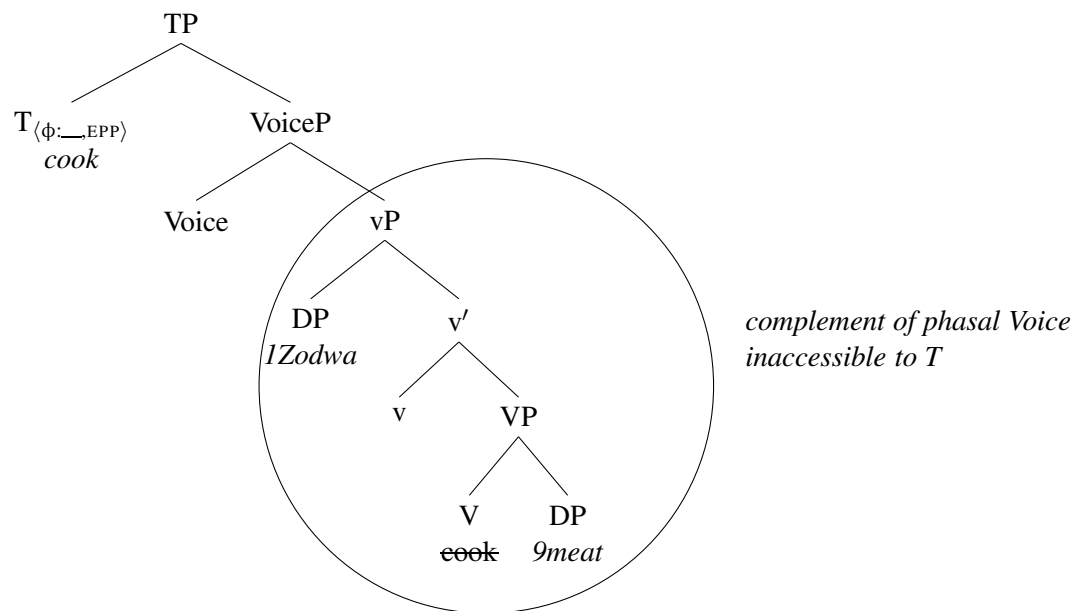 TP
T⟨ϕ:__,EPP⟩ VoiceP
cook
Voice vP
DP v′
1Zodwa
complement of phasal Voice
inaccessible to T
v VP
V DP
cook 9meat